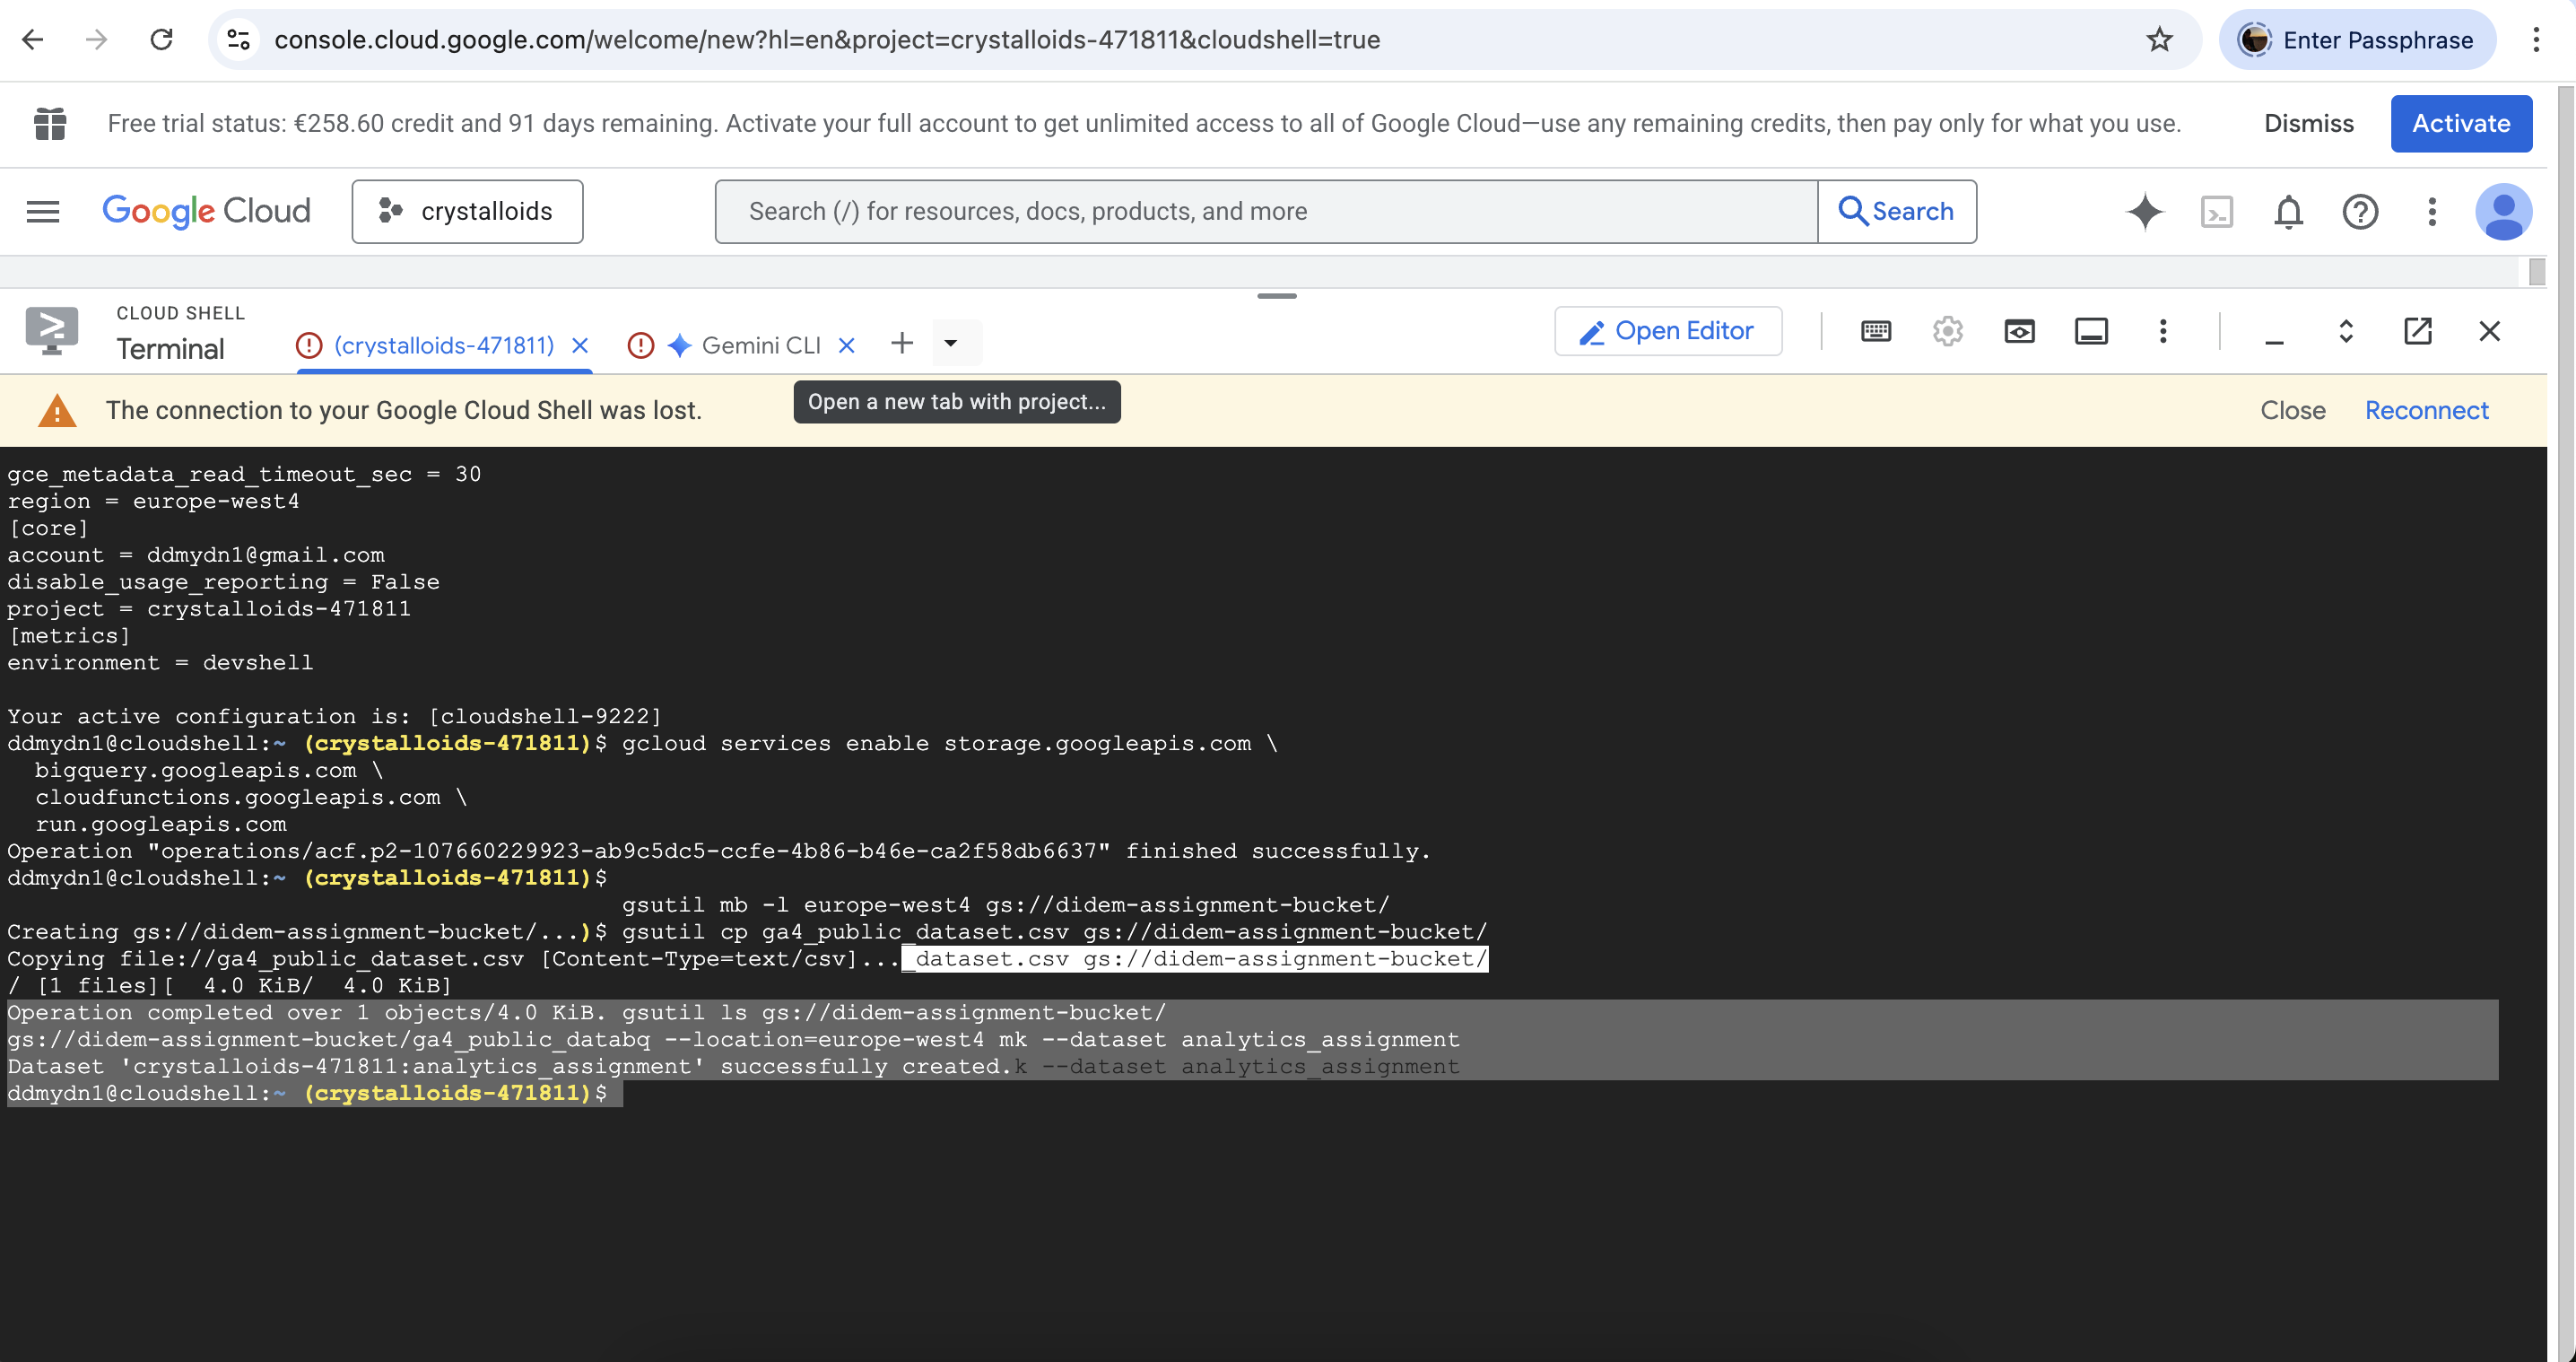 console.cloud.google.com/welcome/new?hl=en&project=crystalloids-471811&cloudshell=true
Enter Passphrase
Free trial status: €258.60 credit and 91 days remaining. Activate your full account to get unlimited access to all of Google Cloud—use any remaining credits, then pay only for what you use.
Dismiss
Activate
Google Cloud
crystalloids
Search (/) for resources, docs, products, and more
Search
CLOUD SHELL
Terminal
(crystalloids-471811)
Gemini CLI
Open Editor
The connection to your Google Cloud Shell was lost.
Open a new tab with project...
Close
Reconnect
gce_metadata_read_timeout_sec = 30
region = europe-west4
[core]
account = ddmydn1@gmail.com
disable_usage_reporting = False
project = crystalloids-471811
[metrics]
environment = devshell
Your active configuration is: [cloudshell-9222]
ddmydn1@cloudshell:~ (crystalloids-471811)$ gcloud services enable storage.googleapis.com \
bigquery.googleapis.com \
cloudfunctions.googleapis.com \
run.googleapis.com
Operation "operations/acf.p2-107660229923-ab9c5dc5-ccfe-4b86-b46e-ca2f58db6637" finished successfully.
ddmydn1@cloudshell:~ (crystalloids-471811)$
gsutil mb -l europe-west4 gs://didem-assignment-bucket/
Creating gs://didem-assignment-bucket/...)$ gsutil cp ga4_public_dataset.csv gs://didem-assignment-bucket/
Copying file://ga4_public_dataset.csv [Content-Type=text/csv]..._dataset.csv gs://didem-assignment-bucket/
/ [1 files][  4.0 KiB/  4.0 KiB]
Operation completed over 1 objects/4.0 KiB. gsutil ls gs://didem-assignment-bucket/
gs://didem-assignment-bucket/ga4_public_databq --location=europe-west4 mk --dataset analytics_assignment
Dataset 'crystalloids-471811:analytics_assignment' successfully created.k --dataset analytics_assignment
ddmydn1@cloudshell:~ (crystalloids-471811)$